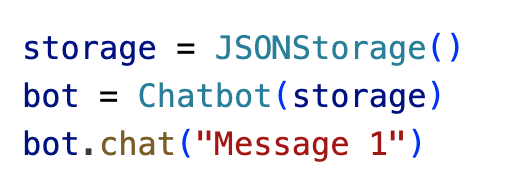 storage = JSONStorage()
bot = Chatbot(storage)
bot.chat("Message 1")